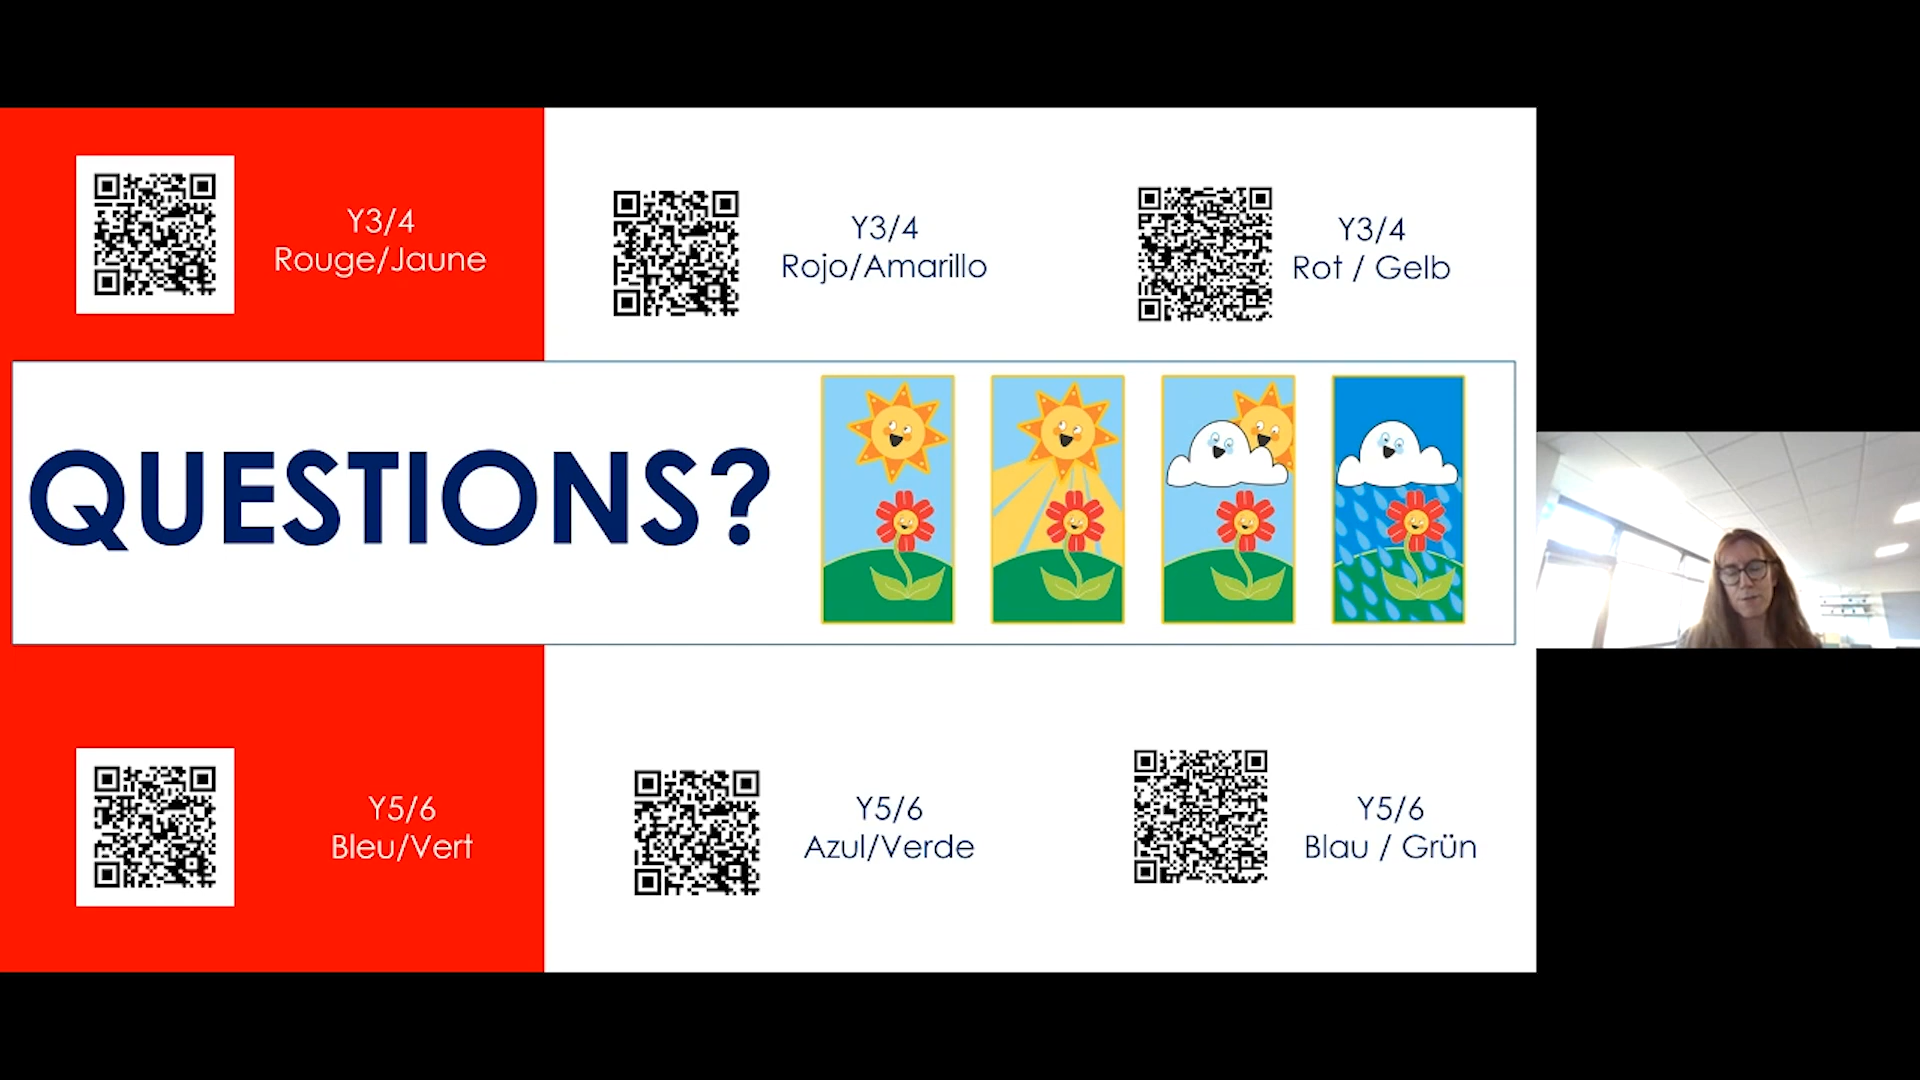 Y3/4
Rouge/Jaune
Y3/4
Rojo/Amarillo
Y3/4
Rot / Gelb
QUESTIONS?
Y5/6
Bleu/Vert
Y5/6
Azul/Verde
Y5/6
Blau / Grün